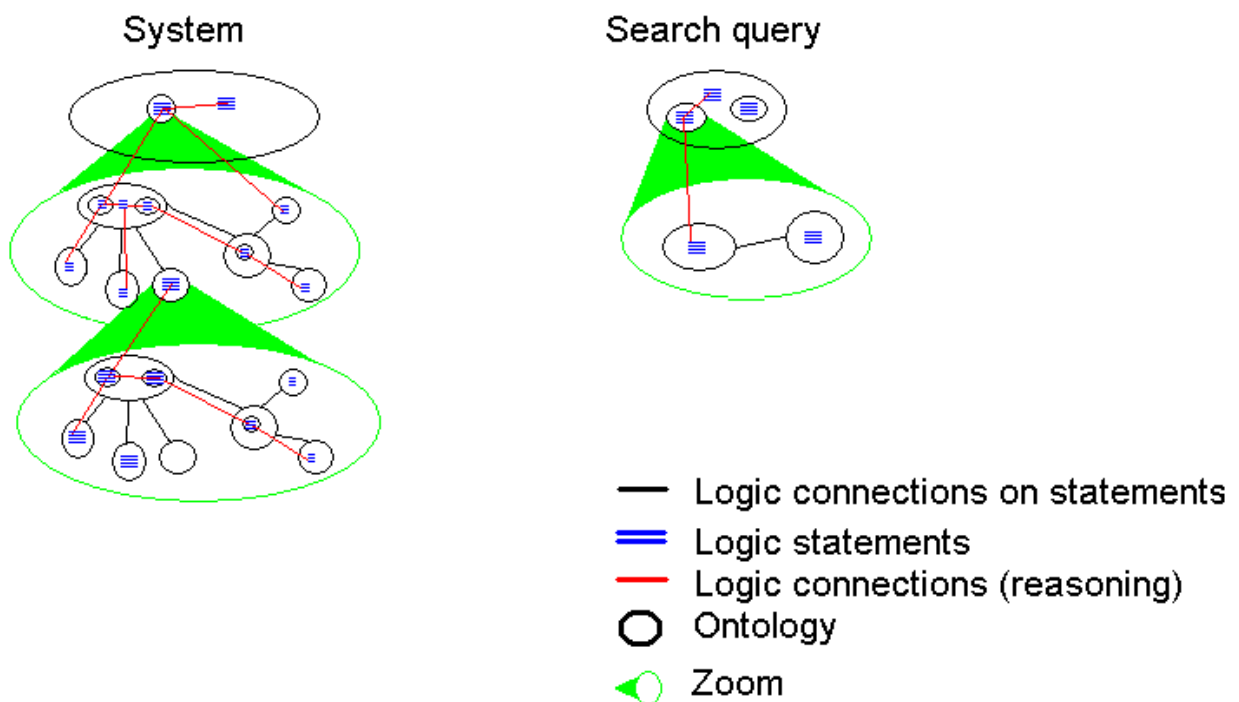 System
Search query
Logic connections on statements
Logic statements
Logic connections (reasoning)
Ontology
Zoom